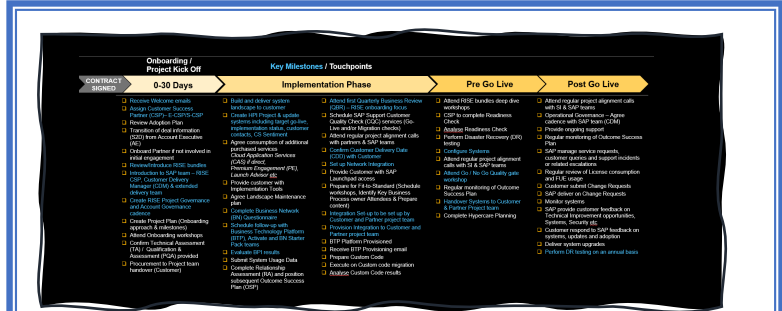 Onboarding /
Project Kick Off
Key Milestones / Touchpoints
CONTRACT
SIGNED
0-30 Days
Implementation Phase
Pre Go Live
Post Go Live
Receive Welcome emails
Assign Customer Success
Partner (CSP)– E-CSP/S-CSP
Review Adoption Plan
Transition of deal information
(S2D) from Account Executive
(AE)
Onboard Partner if not involved in
initial engagement
Review/Introduction RISE bundles
Introduction to SAP team – RISE
CSP, Customer Delivery
Manager (CDM) & extended
delivery team
Create RISE Project Governance
and Account Governance
cadence
Create Project Plan (Onboarding
approach & milestones)
Attend Onboarding workshops
Confirm Technical Assessment
(TA) / Qualification &
Assessment (PQA) provided
Procurement to Project team
handover (Customer)
Build and deliver system
landscape to customer
Create HPI Project & update
systems including target go-live,
implementation status, customer
contacts, CS Sentiment
Agree consumption of additional
purchased services
Cloud Application Services
(CAS) if direct,
Premium Engagement (PE),
Launch Advisor etc
Provide customer with
Implementation Tools
Agree Landscape Maintenance
plan
Complete Business Network
(BN) Questionnaire
Schedule follow-up with
Business Technology Platform
(BTP), Activate and BN Starter
Pack teams
Evaluate BPI results
Submit System Usage Data
Complete Relationship
Assessment (RA) and position
subsequent Outcome Success
Plan (OSP)
Attend first Quarterly Business Review
(QBR) – RISE onboarding focus
Schedule SAP Support Customer
Quality Check (CQC) services (Go-
Live and/or Migration checks)
Attend regular project alignment calls
with partners & SAP teams
Confirm Customer Delivery Date
(CDD) with Customer
Set up Network Integration
Provide Customer with SAP
Launchpad access
Prepare for Fit-to-Standard (Schedule
workshops, Identify Key Business
Process owner Attendees & Prepare
content)
Integration Set-up to be set-up by
Customer and Partner project team
Provision Integration to Customer and
Partner project team
BTP Platform Provisioned
Receive BTP Provisioning email
Prepare Custom Code
Execute on Custom code migration
Analyse Custom Code results
Attend RISE bundles deep dive
workshops
CSP to complete Readiness
Check
Analyse Readiness Check
Perform Disaster Recovery (DR)
testing
Configure Systems
Attend regular project alignment
calls with SI & SAP teams
Attend Go / No Go Quality gate
workshop
Regular monitoring of Outcome
Success Plan
Handover Systems to Customer
& Partner Project team
Complete Hypercare Planning
Attend regular project alignment calls
with SI & SAP teams
Operational Governance – Agree
cadence with SAP team (CDM)
Provide ongoing support
Regular monitoring of Outcome Success
Plan
SAP manage service requests,
customer queries and support incidents
or related escalations
Regular review of License consumption
and FUE usage
Customer submit Change Requests
SAP deliver on Change Requests
Monitor systems
SAP provide customer feedback on
Technical Improvement opportunities,
Systems, Security etc
Customer respond to SAP feedback on
systems, updates and adoption
Deliver system upgrades
Perform DR testing on an annual basis